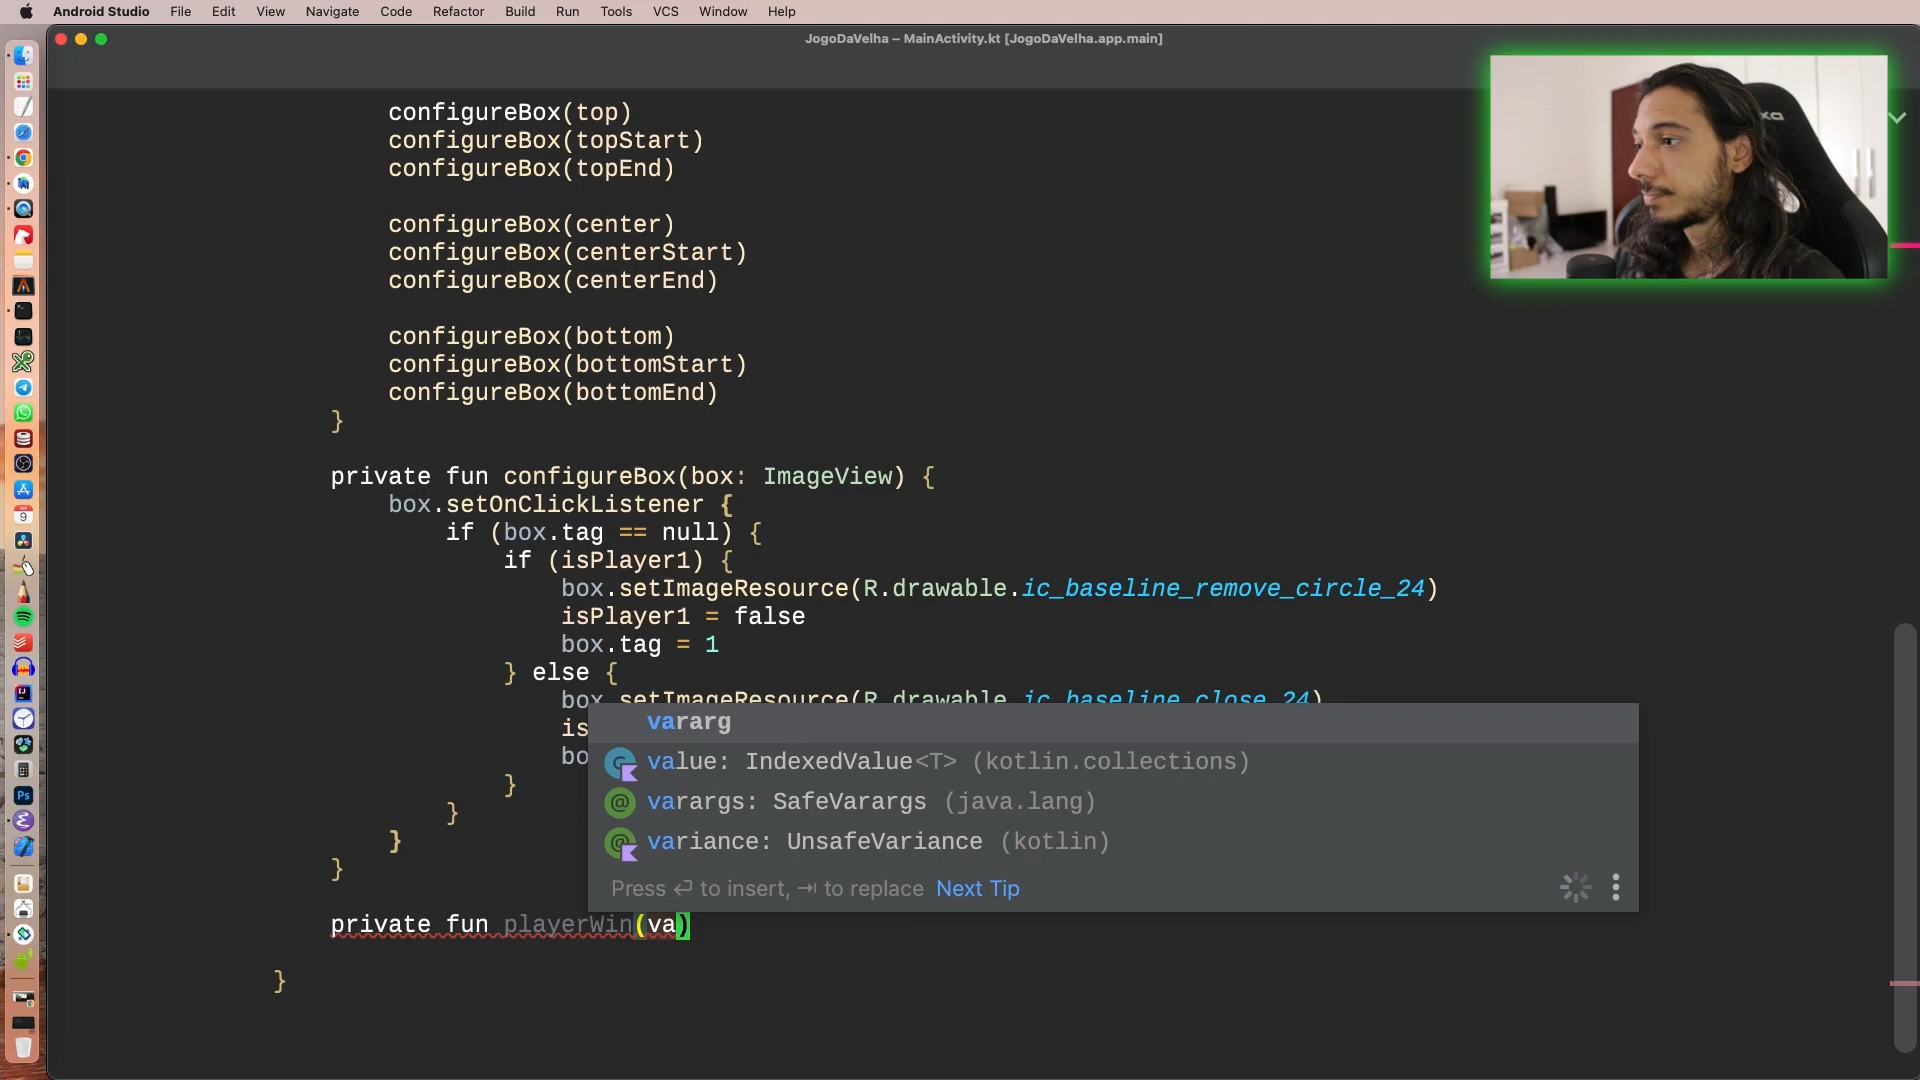 Android Studio File Edit View Navigate Code Refactor Build Run Tools VCS Window Help
JogoDaVelha – MainActivity.kt [JogoDaVelha.app.main]
configureBox(top)
configureBox(topStart)
configureBox(topEnd)
configureBox(center)
configureBox(centerStart)
configureBox(centerEnd)
configureBox(bottom)
configureBox(bottomStart)
configureBox(bottomEnd)
}
private fun configureBox(box: ImageView) {
box.setOnClickListener {
if (box.tag == null) {
if (isPlayer1) {
box.setImageResource(R.drawable.ic_baseline_remove_circle_24)
isPlayer1 = false
box.tag = 1
} else {
box.setImageResource(R.drawable.ic_baseline_close_24)
is
bo
}
}
}
}
vararg
value: IndexedValue<T> (kotlin.collections)
varargs: SafeVarargs (java.lang)
variance: UnsafeVariance (kotlin)
Press ⏎ to insert, ⇥ to replace Next Tip
private fun playerWin(va)
}